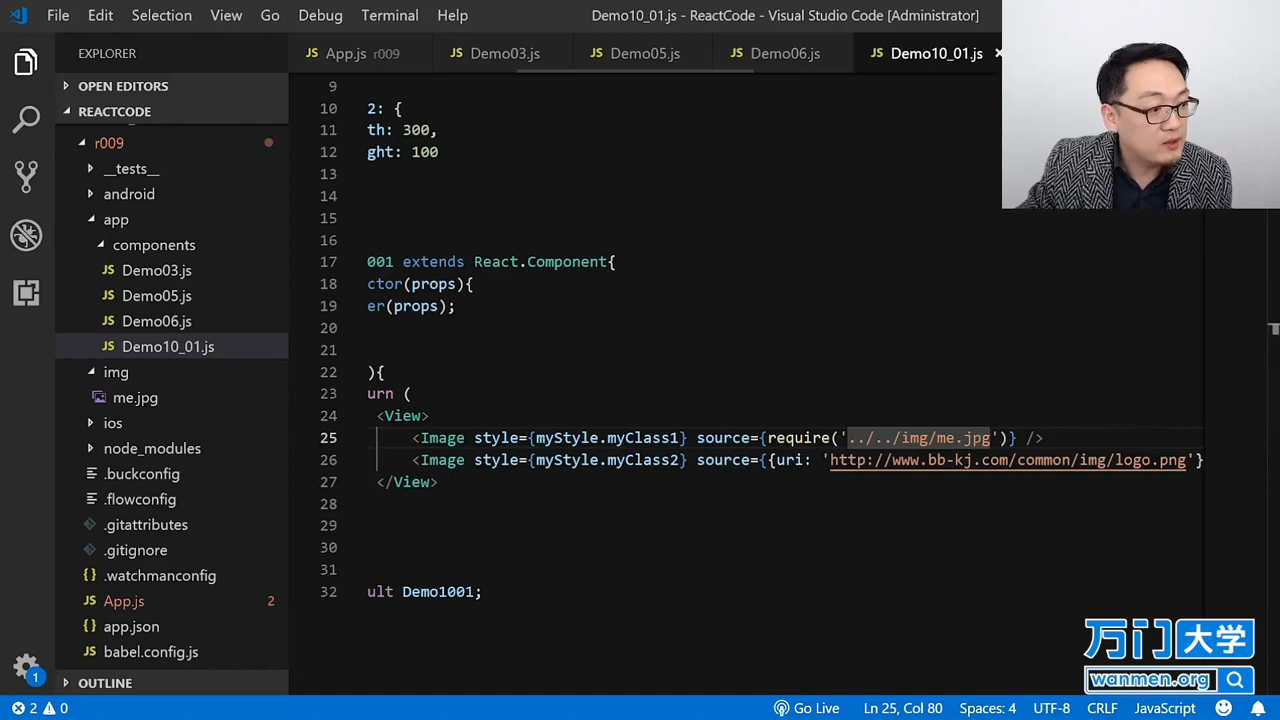 File Edit Selection View Go Debug Terminal Help Demo10_01.js - ReactCode - Visual Studio Code [Administrator]
EXPLORER
JS App.js r009 JS Demo03.js JS Demo05.js JS Demo06.js JS Demo10_01.js ×
OPEN EDITORS
REACTCODE
r009
__tests__
android
app
components
JS Demo03.js
JS Demo05.js
JS Demo06.js
JS Demo10_01.js
img
me.jpg
ios
node_modules
.buckconfig
.flowconfig
.gitattributes
.gitignore
{} .watchmanconfig
JS App.js 2
{} app.json
JS babel.config.js
OUTLINE
1
9
10 2: {
11 th: 300,
12 ght: 100
13
14
15
16
17 001 extends React.Component{
18 ctor(props){
19 er(props);
20
21
22 ){
23 urn (
24 <View>
25 <Image style={myStyle.myClass1} source={require('../../img/me.jpg')} />
26 <Image style={myStyle.myClass2} source={{uri: 'http://www.bb-kj.com/common/img/logo.png'}
27 </View>
28
29
30
31
32 ult Demo1001;
万门大学
wanmen.org
2 0 Go Live Ln 25, Col 80 Spaces: 4 UTF-8 CRLF JavaScript